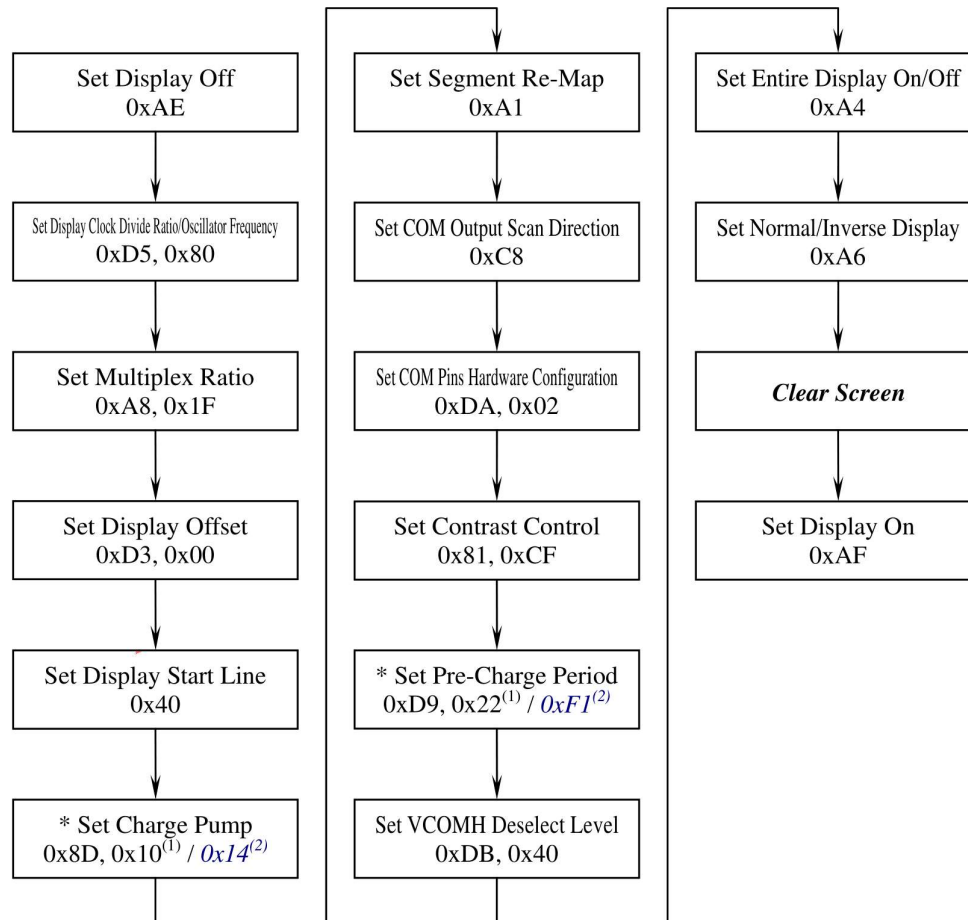 Set Display Off
0xAE
Set Display Clock Divide Ratio/Oscillator Frequency
0xD5, 0x80
Set Multiplex Ratio
0xA8, 0x1F
Set Display Offset
0xD3, 0x00
Set Display Start Line
0x40
* Set Charge Pump
0x8D, 0x10(1) / 0x14(2)
Set Segment Re-Map
0xA1
Set COM Output Scan Direction
0xC8
Set COM Pins Hardware Configuration
0xDA, 0x02
Set Contrast Control
0x81, 0xCF
* Set Pre-Charge Period
0xD9, 0x22(1) / 0xF1(2)
Set VCOMH Deselect Level
0xDB, 0x40
Set Entire Display On/Off
0xA4
Set Normal/Inverse Display
0xA6
Clear Screen
Set Display On
0xAF